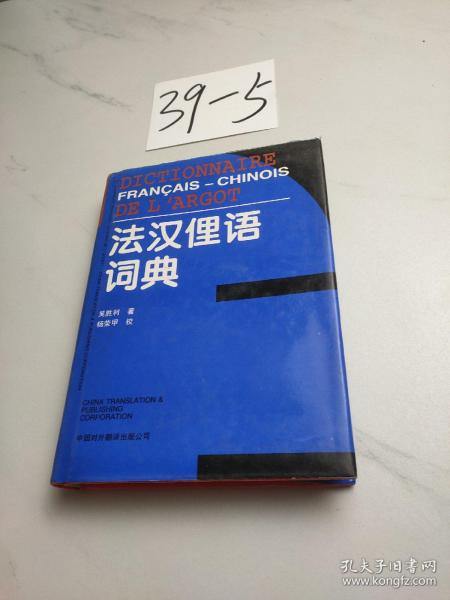 39-5
DICTIONNAIRE
FRANÇAIS - CHINOIS
DE L'ARGOT
法汉俚语
词典
吴胜利 著
杨荣甲 校
CHINA TRANSLATION &
PUBLISHING
CORPORATION
中国对外翻译出版公司
孔夫子旧书网
www.kongfz.com